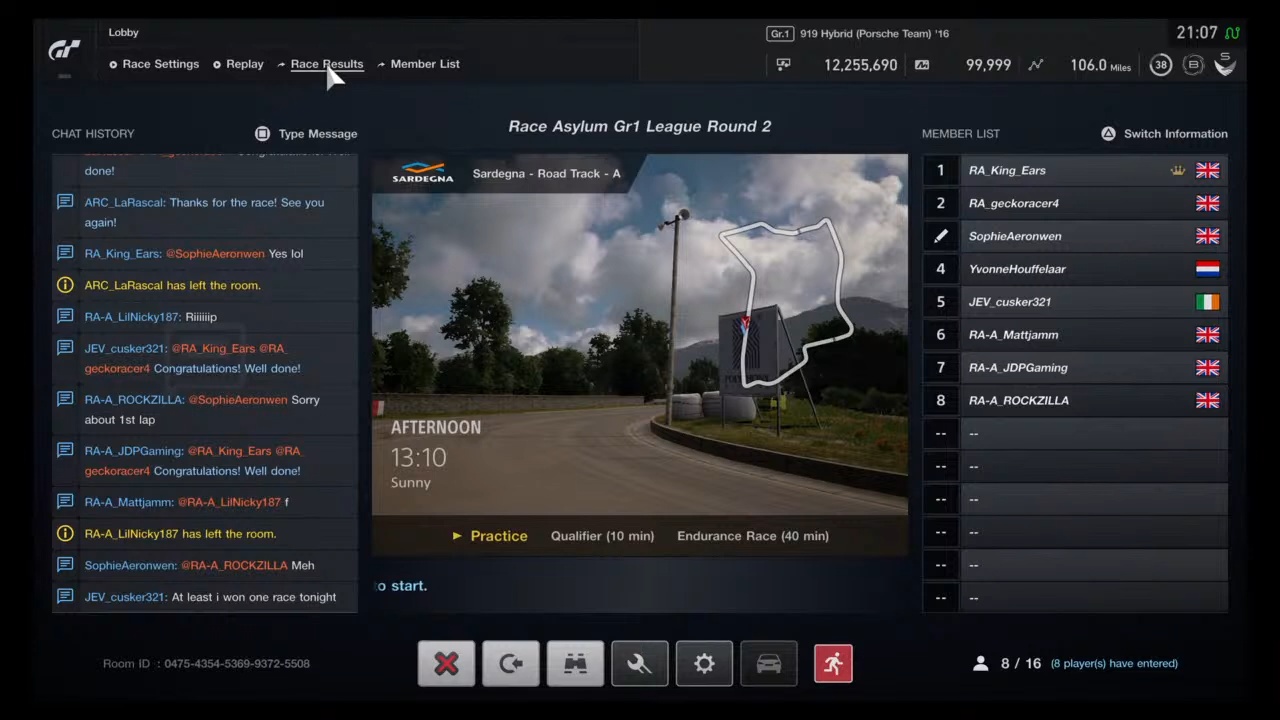 Lobby
Gr.1 919 Hybrid (Porsche Team) '16
21:07
Race Settings Replay Race Results Member List
12,255,690 99,999 106.0 Miles 38 B S
Race Asylum Gr1 League Round 2
CHAT HISTORY Type Message
done!
ARC_LaRascal: Thanks for the race! See you
again!
RA_King_Ears: @SophieAeronwen Yes lol
ARC_LaRascal has left the room.
RA-A_LilNicky187: Riiiiiip
JEV_cusker321: @RA_King_Ears @RA_
geckoracer4 Congratulations! Well done!
RA-A_ROCKZILLA: @SophieAeronwen Sorry
about 1st lap
RA-A_JDPGaming: @RA_King_Ears @RA_
geckoracer4 Congratulations! Well done!
RA-A_Mattjamm: @RA-A_LilNicky187 f
RA-A_LilNicky187 has left the room.
SophieAeronwen: @RA-A_ROCKZILLA Meh
JEV_cusker321: At least i won one race tonight
SARDEGNA Sardegna - Road Track - A
AFTERNOON
13:10
Sunny
Practice Qualifier (10 min) Endurance Race (40 min)
o start.
MEMBER LIST Switch Information
1 RA_King_Ears
2 RA_geckoracer4
SophieAeronwen
4 YvonneHouffelaar
5 JEV_cusker321
6 RA-A_Mattjamm
7 RA-A_JDPGaming
8 RA-A_ROCKZILLA
-- --
-- --
-- --
-- --
-- --
-- --
Room ID : 0475-4354-5369-9372-5508
8 / 16 (8 player(s) have entered)